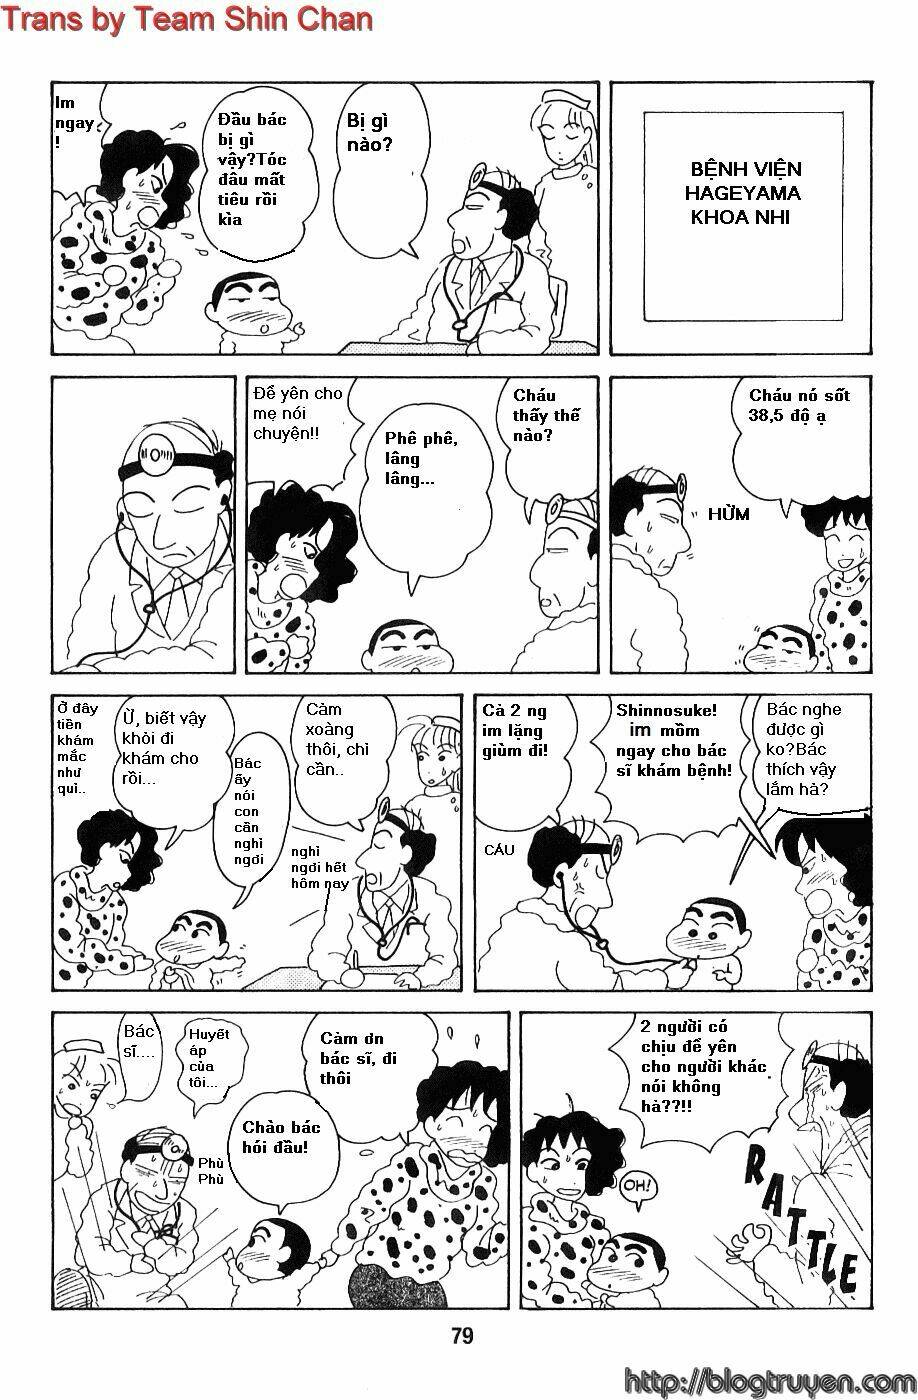 Trans by Team Shin Chan
BỆNH VIỆN
HAGEYAMA
KHOA NHI
Bị gì
nào?
Đầu bác
bị gì
vậy?Tóc
đâu mất
tiêu rồi
kìa
Im
ngay
!
Cháu nó sốt
38,5 độ ạ
HỪM
Cháu
thấy thế
nào?
Phê phê,
lâng
lâng...
Để yên cho
mẹ nói
chuyện!!
Bác nghe
được gì
ko?Bác
thích vậy
lắm hả?
Shinnosuke!
im mồm
ngay cho bác
sĩ khám bệnh!
Cả 2 ng
im lặng
giùm đi!
CÁU
Cảm
xoàng
thôi, chỉ
cần..
nghỉ
ngơi hết
hôm nay
Bác
ấy
nói
con
cần
nghỉ
ngơi
Ừ, biết vậy
khỏi đi
khám cho
rồi...
Ở đây
tiền
khám
mắc
như
quỉ..
2 người có
chịu để yên
cho người khác
nói không
hả??!!
OH!
RATTLE
Cảm ơn
bác sĩ, đi
thôi
Chào bác
hói đầu!
Huyết
áp
của
tôi...
Bác
sĩ....
Phù
Phù
79
http://blogtruyen.com